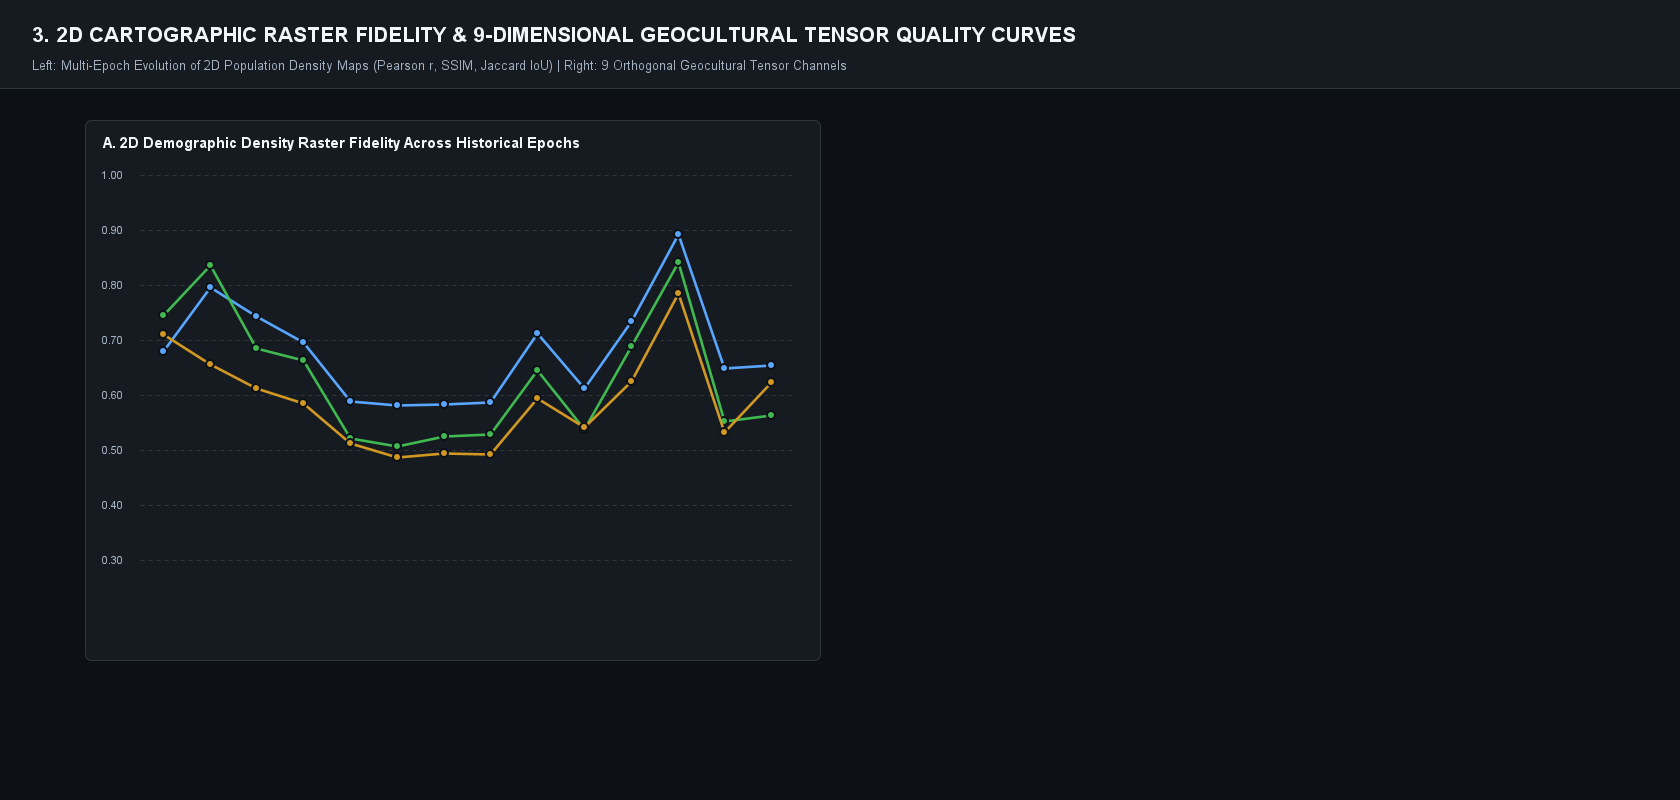 3. 2D CARTOGRAPHIC RASTER FIDELITY & 9-DIMENSIONAL GEOCULTURAL TENSOR QUALITY CURVES
Left: Multi-Epoch Evolution of 2D Population Density Maps (Pearson r, SSIM, Jaccard IoU) | Right: 9 Orthogonal Geocultural Tensor Channels
A. 2D Demographic Density Raster Fidelity Across Historical Epochs
1.00
0.90
0.80
0.70
0.60
0.50
0.40
0.30